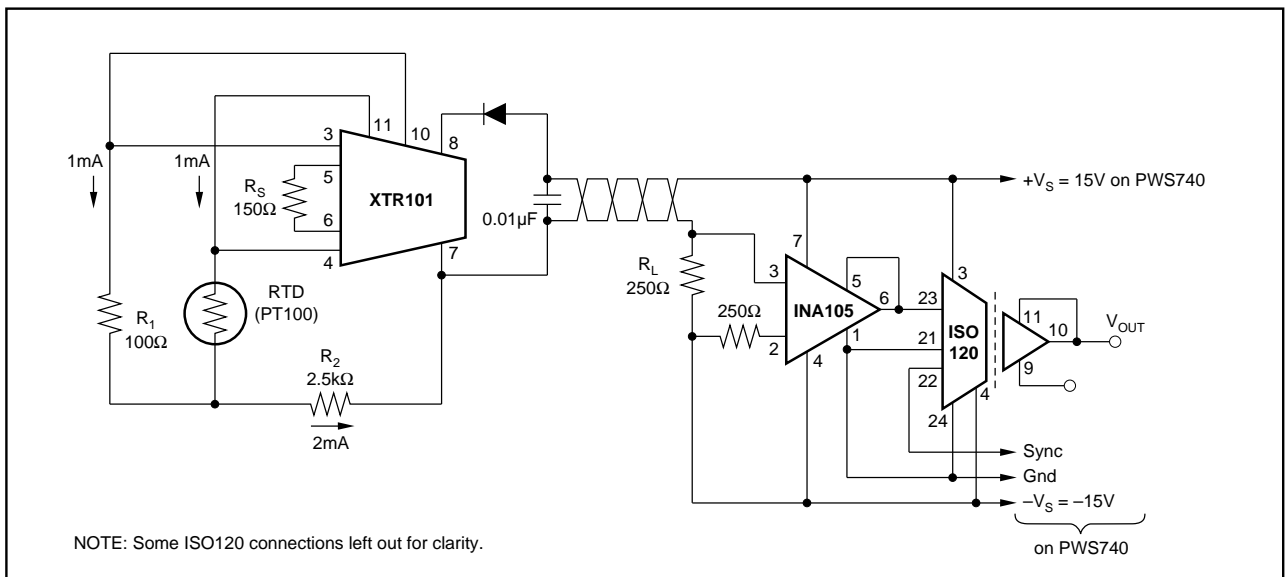 1mA
1mA
3
11
10
8
5
R_S
150Ω
6
4
XTR101
7
0.01µF
RTD
(PT100)
R_1
100Ω
R_2
2.5kΩ
2mA
+V_S = 15V on PWS740
R_L
250Ω
250Ω
7
3
5
6
INA105
2
1
4
3
23
21
22
ISO
120
4
24
11
10
9
V_OUT
Sync
Gnd
–V_S = –15V
on PWS740
NOTE: Some ISO120 connections left out for clarity.